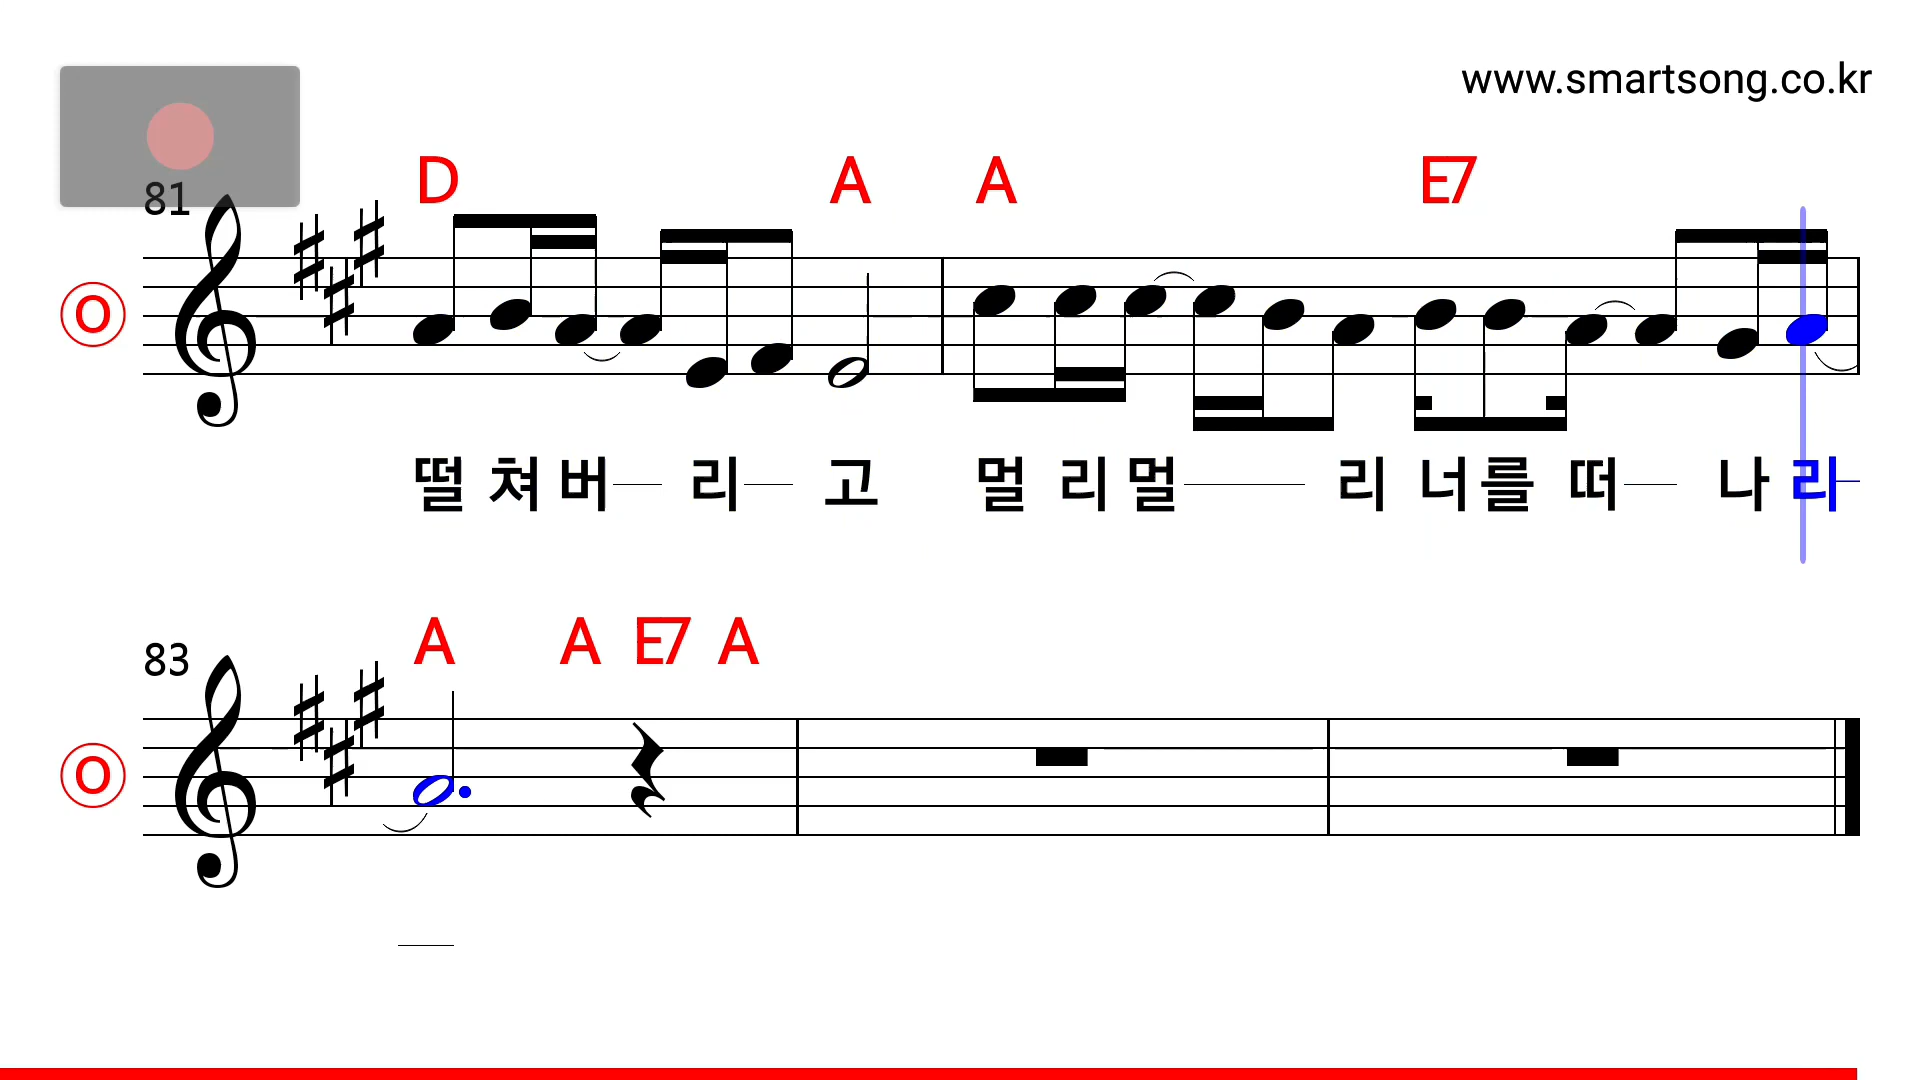 www.smartsong.co.kr
81
D A A E7
O
떨 쳐 버 리 고 멀 리 멀 리 너 를 떠 나 리
83
A A E7 A
O